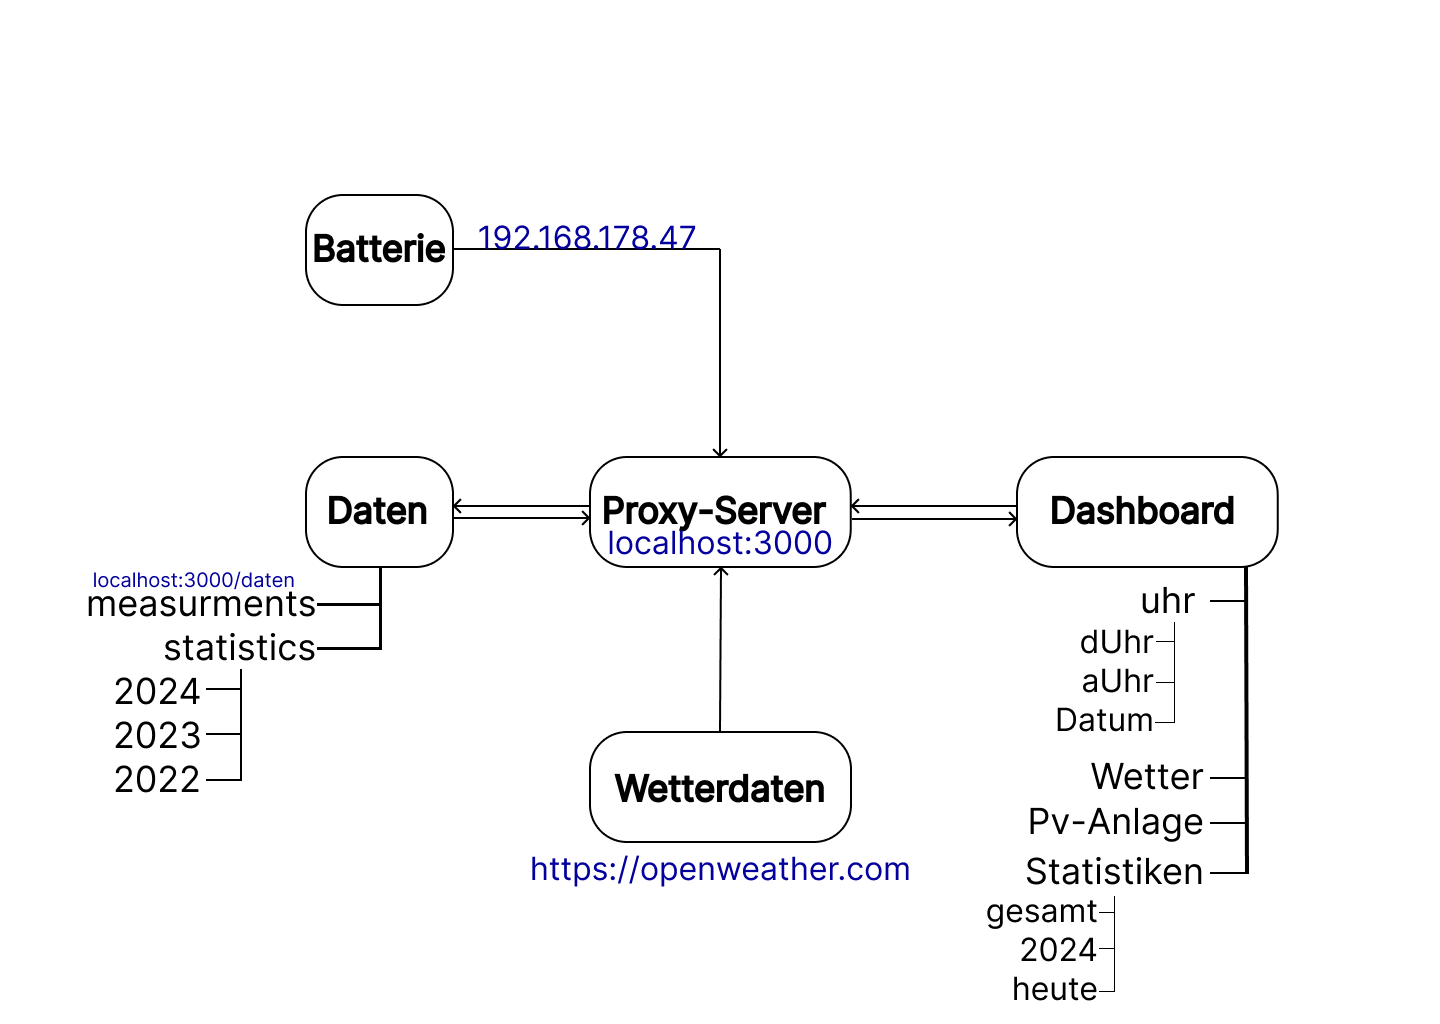 192.168.178.47
Batterie
Daten
Proxy-Server
localhost:3000
Dashboard
localhost:3000/daten
measurments
statistics
2024
2023
2022
uhr
dUhr
aUhr
Datum
Wetter
Pv-Anlage
Statistiken
gesamt
2024
heute
Wetterdaten
https://openweather.com